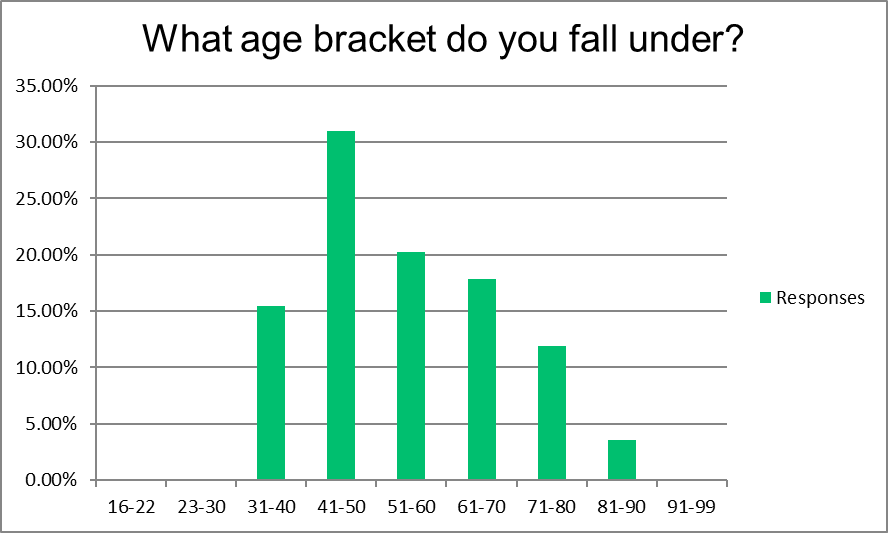 What age bracket do you fall under?
35.00%
30.00%
25.00%
20.00%
15.00%
10.00%
5.00%
0.00%
16-22 23-30 31-40 41-50 51-60 61-70 71-80 81-90 91-99
Responses